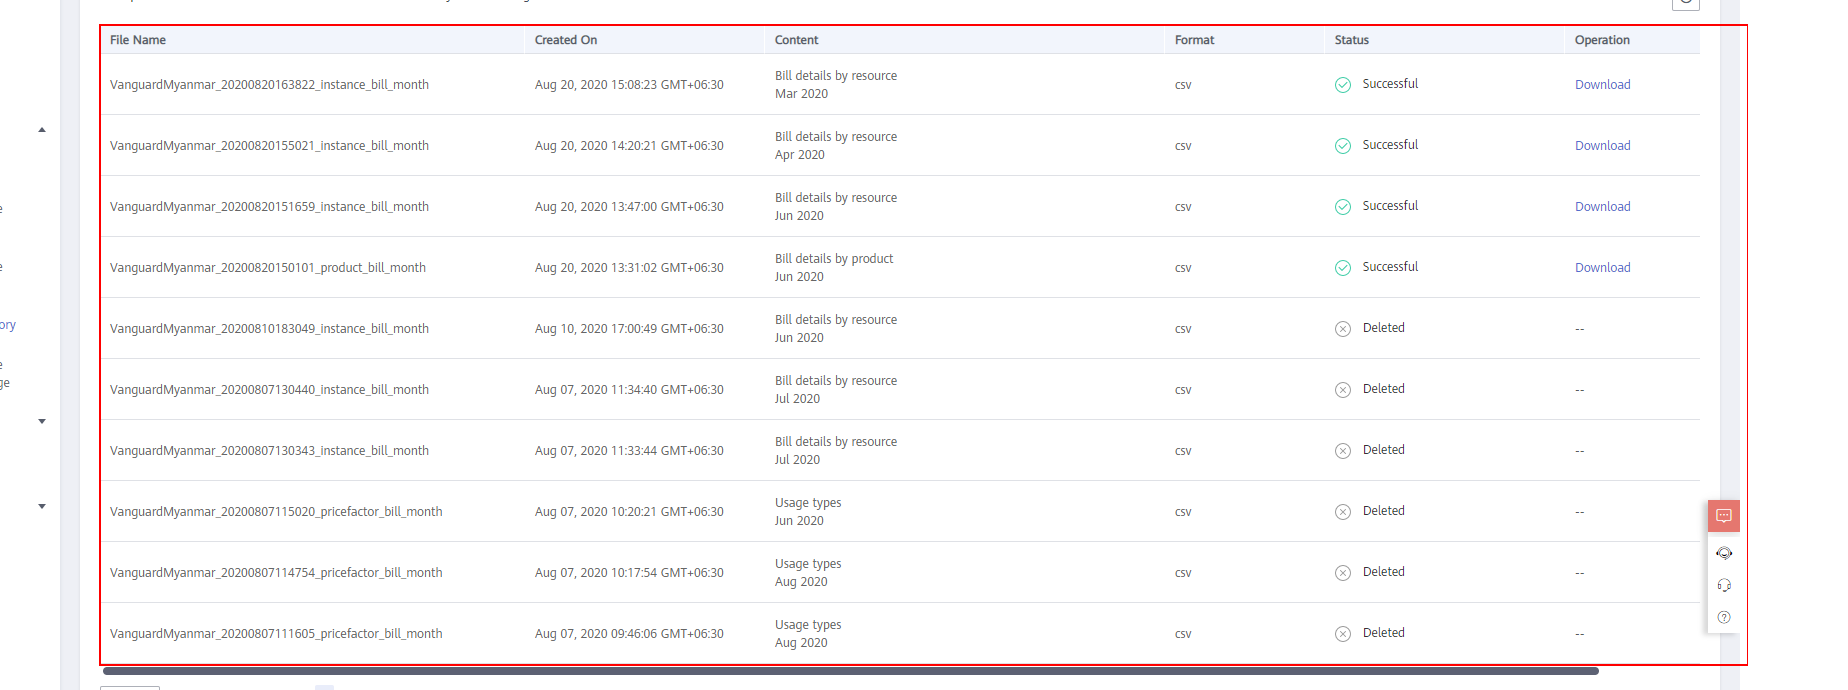 File Name Created On Content Format Status Operation
VanguardMyanmar_20200820163822_instance_bill_month Aug 20, 2020 15:08:23 GMT+06:30 Bill details by resource csv Successful Download
Mar 2020
VanguardMyanmar_20200820155021_instance_bill_month Aug 20, 2020 14:20:21 GMT+06:30 Bill details by resource csv Successful Download
Apr 2020
VanguardMyanmar_20200820151659_instance_bill_month Aug 20, 2020 13:47:00 GMT+06:30 Bill details by resource csv Successful Download
Jun 2020
VanguardMyanmar_20200820150101_product_bill_month Aug 20, 2020 13:31:02 GMT+06:30 Bill details by product csv Successful Download
Jun 2020
VanguardMyanmar_20200810183049_instance_bill_month Aug 10, 2020 17:00:49 GMT+06:30 Bill details by resource csv Deleted --
Jun 2020
VanguardMyanmar_20200807130440_instance_bill_month Aug 07, 2020 11:34:40 GMT+06:30 Bill details by resource csv Deleted --
Jul 2020
VanguardMyanmar_20200807130343_instance_bill_month Aug 07, 2020 11:33:44 GMT+06:30 Bill details by resource csv Deleted --
Jul 2020
VanguardMyanmar_20200807115020_pricefactor_bill_month Aug 07, 2020 10:20:21 GMT+06:30 Usage types csv Deleted --
Jun 2020
VanguardMyanmar_20200807114754_pricefactor_bill_month Aug 07, 2020 10:17:54 GMT+06:30 Usage types csv Deleted --
Aug 2020
VanguardMyanmar_20200807111605_pricefactor_bill_month Aug 07, 2020 09:46:06 GMT+06:30 Usage types csv Deleted --
Aug 2020